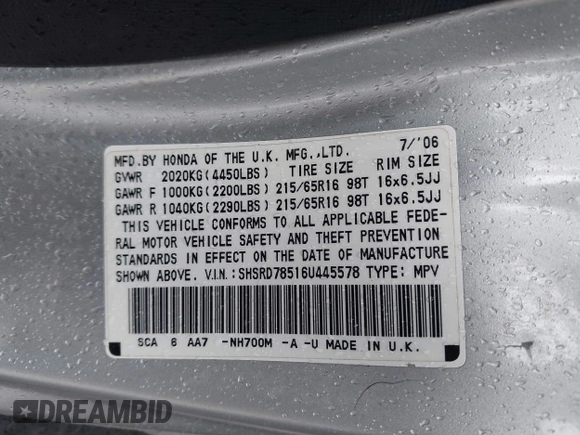 MFD.BY HONDA OF THE U.K. MFG.,LTD. 7/'06
GVWR 2020KG(4450LBS) TIRE SIZE RIM SIZE
GAWR F 1000KG(2200LBS) 215/65R16 98T 16x6.5JJ
GAWR R 1040KG(2290LBS) 215/65R16 98T 16x6.5JJ
THIS VEHICLE CONFORMS TO ALL APPLICABLE FEDE-
RAL MOTOR VEHICLE SAFETY AND THEFT PREVENTION
STANDARDS IN EFFECT ON THE DATE OF MANUFACTURE
SHOWN ABOVE. V.I.N.:SHSRD78516U445578 TYPE: MPV
SCA 6 AA7 -NH700M -A -U MADE IN U.K.
DREAMBID